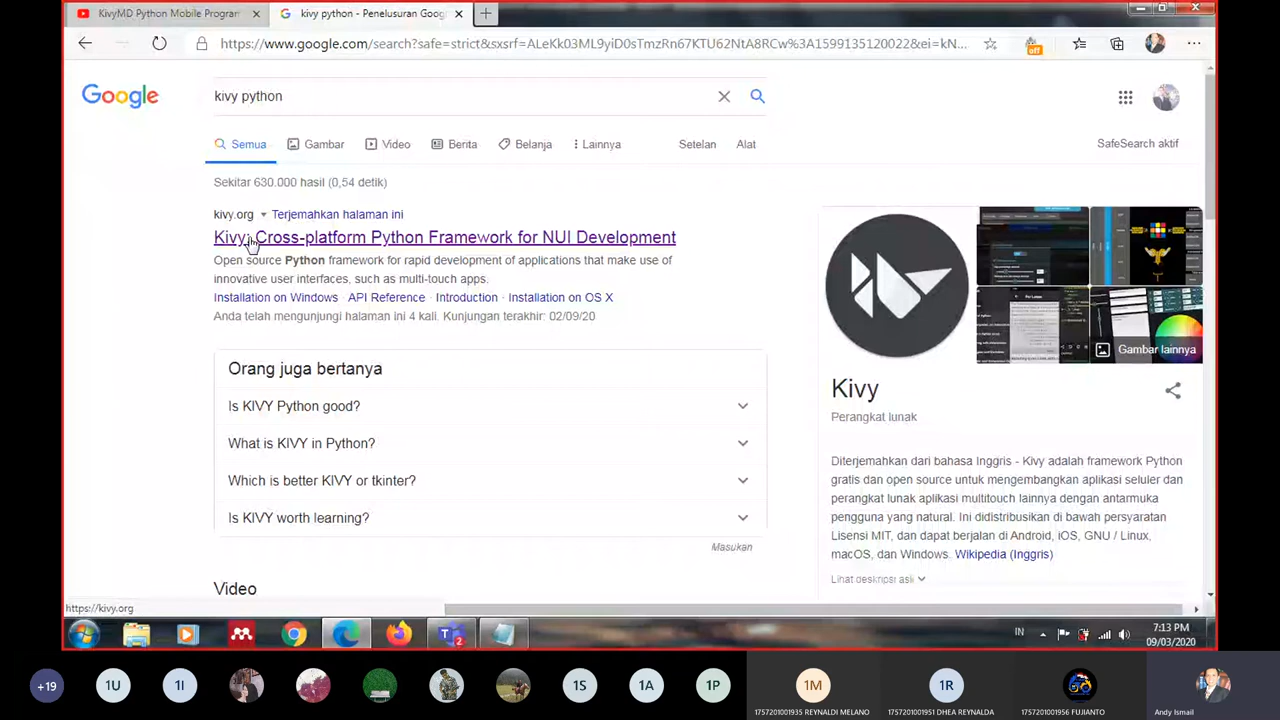 KivyMD Python Mobile Program
kivy python - Penelusuran Goog
https://www.google.com/search?safe=strict&sxsrf=ALeKk03ML9yiD0sTmzRn67KTU62NtA8RCw%3A1599135120022&ei=kN...
off
Google
kivy python
Semua
Gambar
Video
Berita
Belanja
Lainnya
Setelan
Alat
SafeSearch aktif
Sekitar 630.000 hasil (0,54 detik)
kivy.org
Terjemahkan halaman ini
Kivy: Cross-platform Python Framework for NUI Development
Open source Python framework for rapid development of applications that make use of
innovative user interfaces, such as multi-touch apps.
Installation on Windows · API Reference · Introduction · Installation on OS X
Anda telah mengunjungi halaman ini 4 kali. Kunjungan terakhir: 02/09/20
Orang juga bertanya
Is KIVY Python good?
What is KIVY in Python?
Which is better KIVY or tkinter?
Is KIVY worth learning?
Masukan
Video
Gambar lainnya
Kivy
Perangkat lunak
Diterjemahkan dari bahasa Inggris - Kivy adalah framework Python
gratis dan open source untuk mengembangkan aplikasi seluler dan
perangkat lunak aplikasi multitouch lainnya dengan antarmuka
pengguna yang natural. Ini didistribusikan di bawah persyaratan
Lisensi MIT, dan dapat berjalan di Android, iOS, GNU / Linux,
macOS, dan Windows. Wikipedia (Inggris)
Lihat deskripsi asli
https://kivy.org
2
IN
7:13 PM
09/03/2020
+19
1U
1I
1S
1A
1P
1M
1R
1757201001935 REYNALDI MELANO
1757201001951 DHEA REYNALDA
1757201001956 FUJIANTO
Andy Ismail